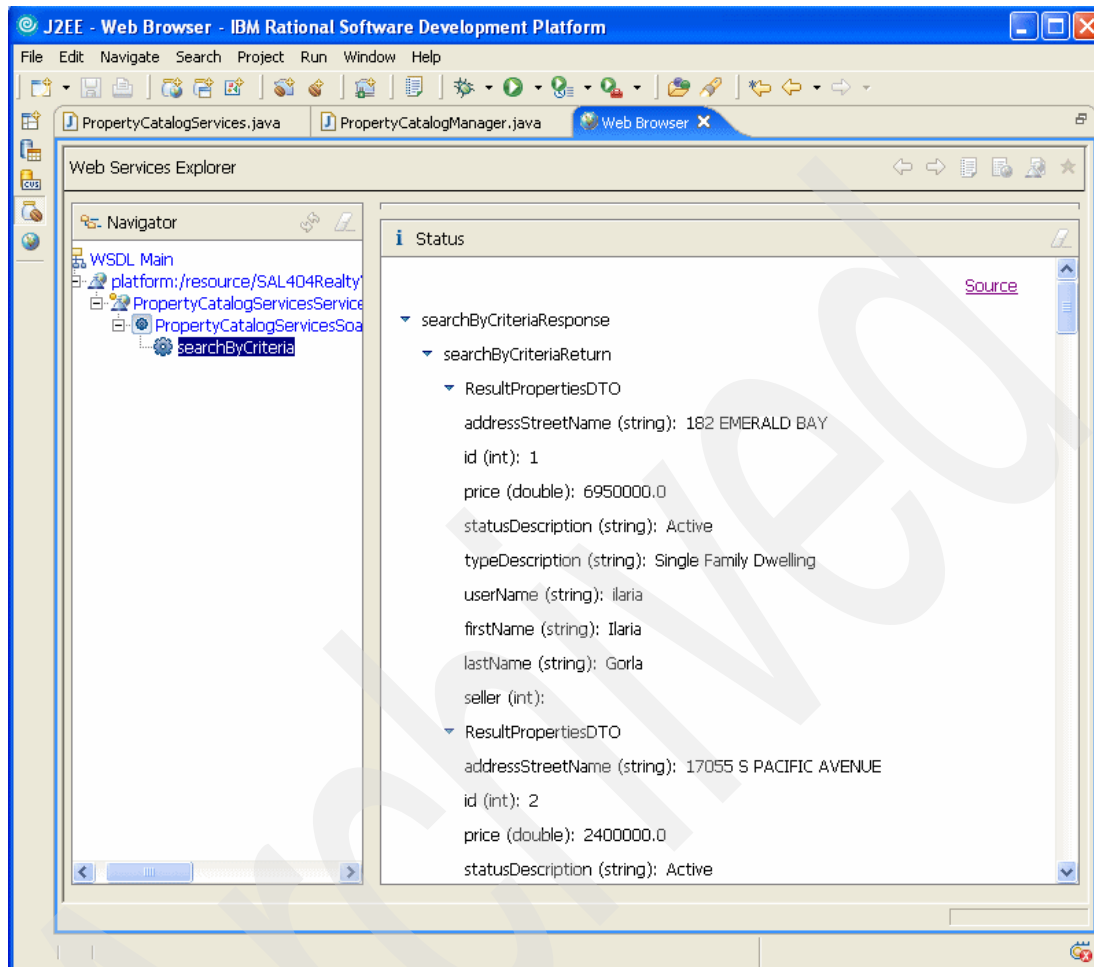 J2EE - Web Browser - IBM Rational Software Development Platform
File Edit Navigate Search Project Run Window Help
PropertyCatalogServices.java PropertyCatalogManager.java Web Browser
Web Services Explorer
Navigator
WSDL Main
platform:/resource/SAL404Realty
PropertyCatalogServicesService
PropertyCatalogServicesSoa
searchByCriteria
i Status
Source
searchByCriteriaResponse
searchByCriteriaReturn
ResultPropertiesDTO
addressStreetName (string): 182 EMERALD BAY
id (int): 1
price (double): 6950000.0
statusDescription (string): Active
typeDescription (string): Single Family Dwelling
userName (string): ilaria
firstName (string): Ilaria
lastName (string): Gorla
seller (int):
ResultPropertiesDTO
addressStreetName (string): 17055 S PACIFIC AVENUE
id (int): 2
price (double): 2400000.0
statusDescription (string): Active
CVS
Archived